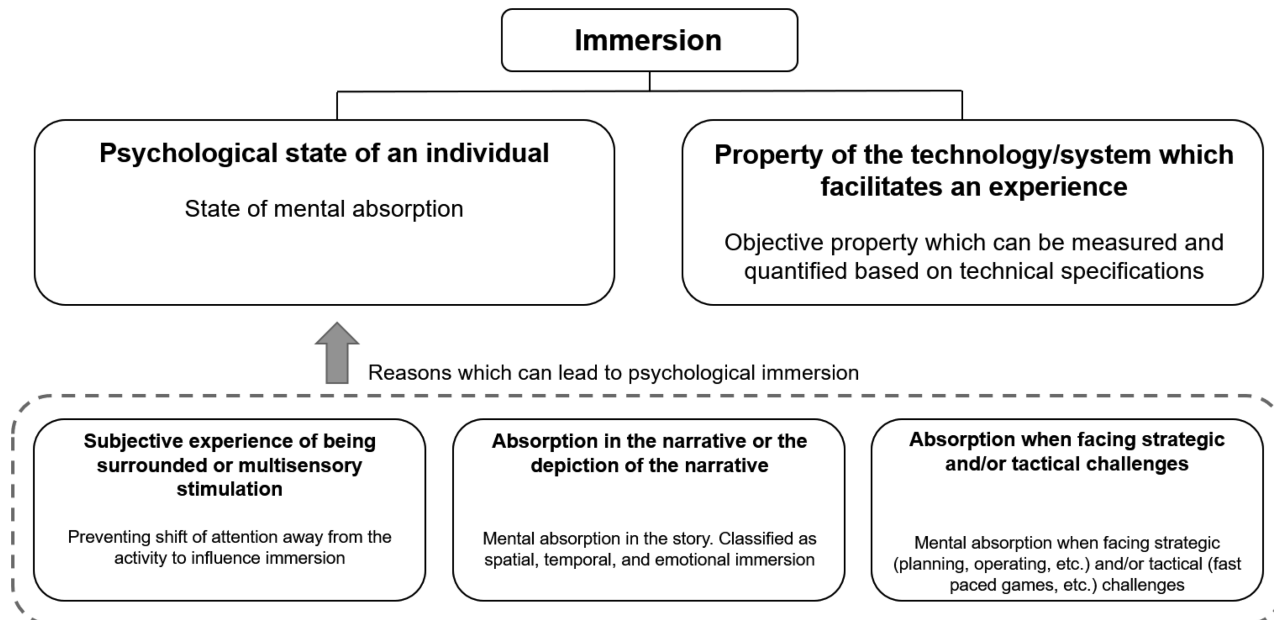 Immersion
Psychological state of an individual
State of mental absorption
Property of the technology/system which
facilitates an experience
Objective property which can be measured and
quantified based on technical specifications
Reasons which can lead to psychological immersion
Subjective experience of being
surrounded or multisensory
stimulation
Preventing shift of attention away from the
activity to influence immersion
Absorption in the narrative or the
depiction of the narrative
Mental absorption in the story. Classified as
spatial, temporal, and emotional immersion
Absorption when facing strategic
and/or tactical challenges
Mental absorption when facing strategic
(planning, operating, etc.) and/or tactical (fast
paced games, etc.) challenges